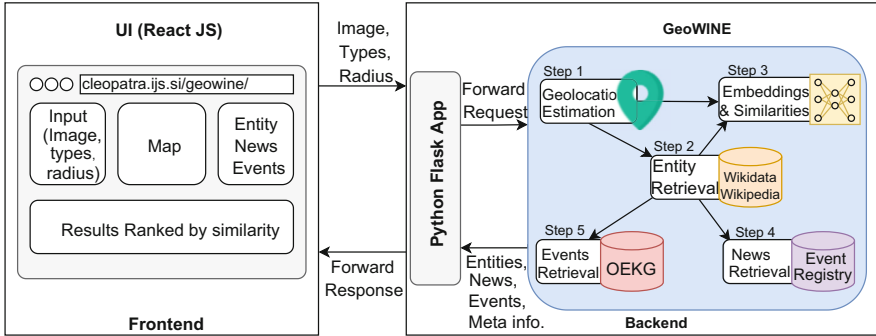 UI (React JS)
cleopatra.ijs.si/geowine/
Input
(Image,
types,
radius)
Map
Entity
News
Events
Results Ranked by similarity
Frontend
Image,
Types,
Radius
Forward
Response
Python Flask App
Forward
Request
Entities,
News,
Events,
Meta info.
GeoWINE
Step 1
Geolocatio
Estimation
Step 3
Embeddings
& Similarities
Step 2
Entity
Retrieval
Wikidata
Wikipedia
Step 5
Events
Retrieval
OEKG
Step 4
News
Retrieval
Event
Registry
Backend